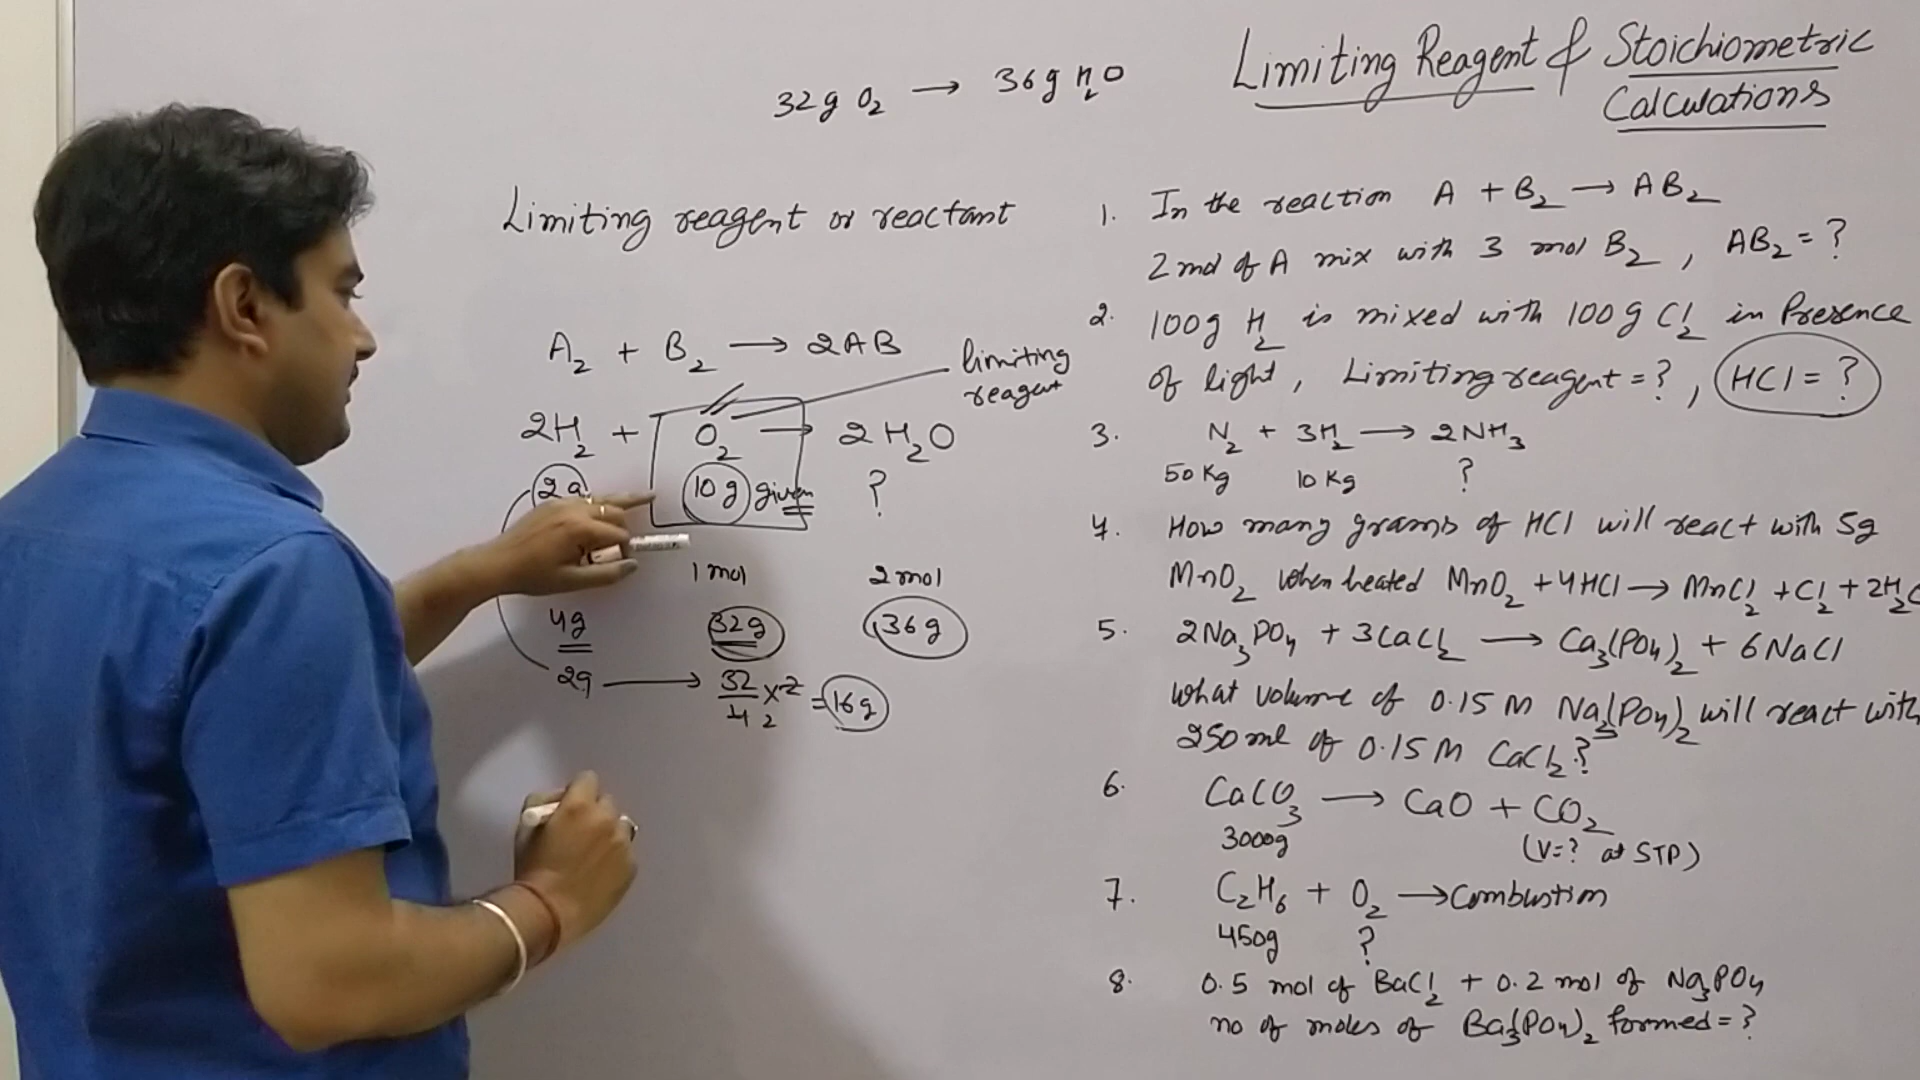 32g O₂ → 36g H₂O
Limiting Reagent & Stoichiometric
Calculations
Limiting reagent or reactant
A₂ + B₂ → 2AB
limiting
reagent
2H₂ + O₂ → 2H₂O
2g 10g given ?
1 mol 2 mol
4g 32g 36g
2g → 32/4 x 2 = 16g
2
1. In the reaction A + B₂ → AB₂
2 mol of A mix with 3 mol B₂, AB₂ = ?
2. 100g H₂ is mixed with 100g Cl₂ in Presence
of light, Limiting reagent = ?, HCl = ?
3. N₂ + 3H₂ → 2NH₃
50 Kg 10 Kg ?
4. How many grams of HCl will react with 5g
MnO₂ when heated MnO₂ + 4HCl → MnCl₂ + Cl₂ + 2H₂O
5. 2Na₃PO₄ + 3CaCl₂ → Ca₃(PO₄)₂ + 6NaCl
what volume of 0.15 M Na₃(PO₄)₂ will react with
250 ml of 0.15 M CaCl₂?
6. CaCO₃ → CaO + CO₂
3000g (V=? at STP)
7. C₂H₆ + O₂ → Combustion
450g ?
8. 0.5 mol of BaCl₂ + 0.2 mol of Na₃PO₄
no of moles of Ba₃(PO₄)₂ formed = ?